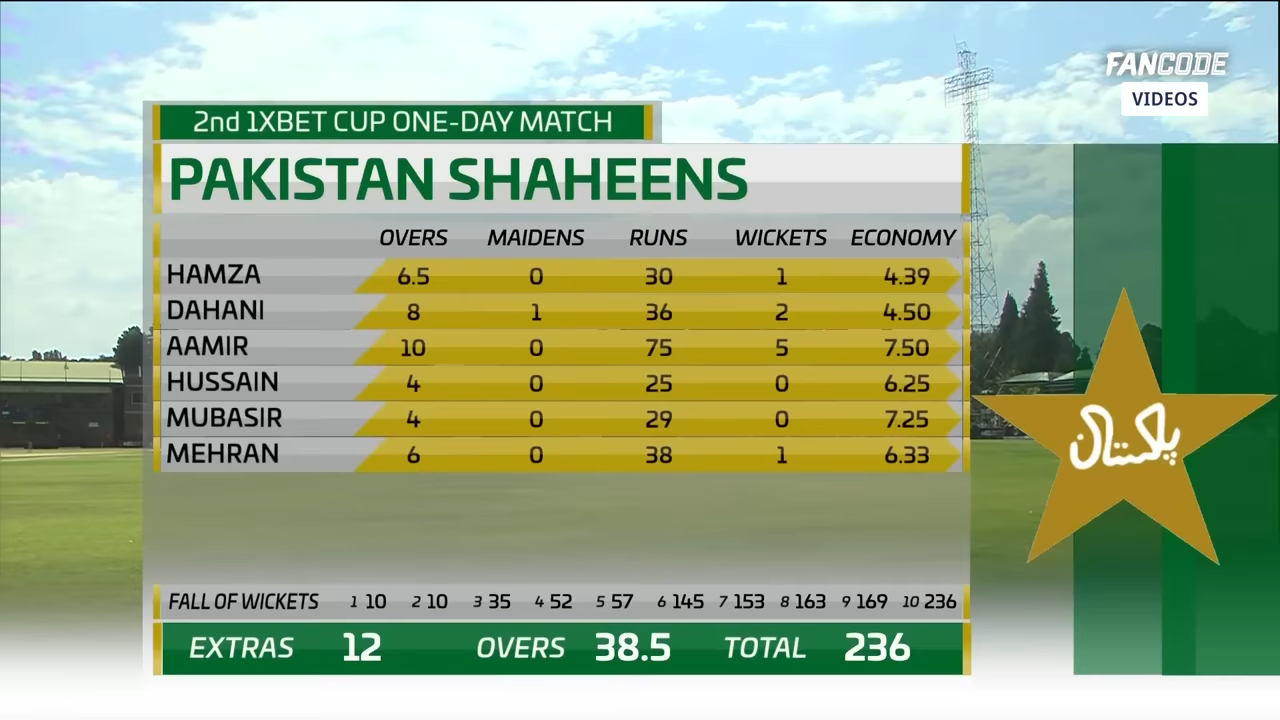 FANCODE
VIDEOS
2nd 1XBET CUP ONE-DAY MATCH
PAKISTAN SHAHEENS
OVERS MAIDENS RUNS WICKETS ECONOMY
HAMZA 6.5 0 30 1 4.39
DAHANI 8 1 36 2 4.50
AAMIR 10 0 75 5 7.50
HUSSAIN 4 0 25 0 6.25
MUBASIR 4 0 29 0 7.25
MEHRAN 6 0 38 1 6.33
پاکستان
FALL OF WICKETS 1 10 2 10 3 35 4 52 5 57 6 145 7 153 8 163 9 169 10 236
EXTRAS 12 OVERS 38.5 TOTAL 236